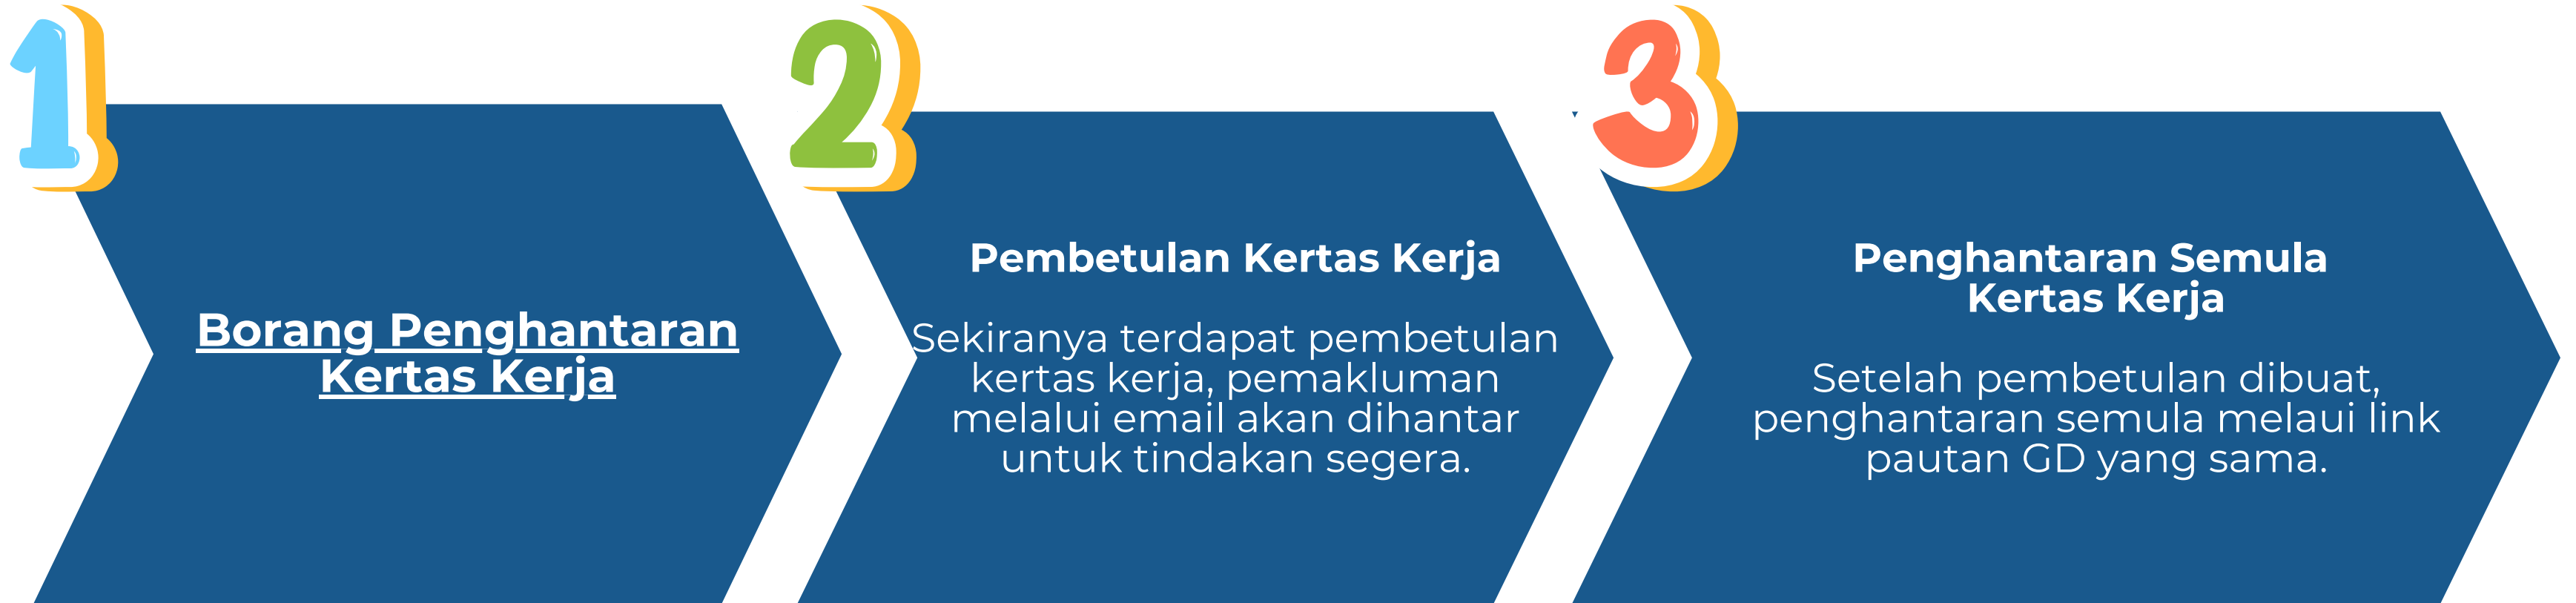 1
Borang Penghantaran
Kertas Kerja
2
Pembetulan Kertas Kerja
Sekiranya terdapat pembetulan
kertas kerja, pemakluman
melalui email akan dihantar
untuk tindakan segera.
3
Penghantaran Semula
Kertas Kerja
Setelah pembetulan dibuat,
penghantaran semula melaui link
pautan GD yang sama.